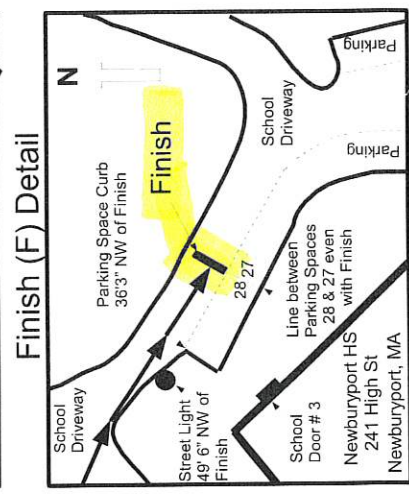 Finish (F) Detail
N
School
Driveway
Parking Space Curb
36'3" NW of Finish
Finish
School
Driveway
Parking
Parking
28 27
Street Light
49' 6" NW of
Finish
Line between
Parking Spaces
28 & 27 even
with Finish
School
Door # 3
Newburyport HS
241 High St
Newburyport, MA